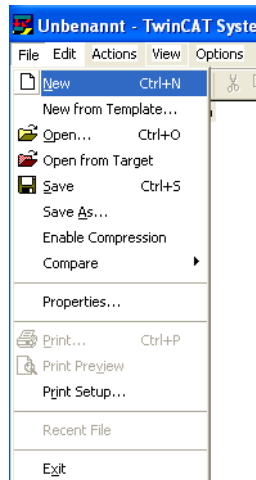 Unbenannt - TwinCAT Syste
File Edit Actions View Options
New Ctrl+N
New from Template...
Open... Ctrl+O
Open from Target
Save Ctrl+S
Save As...
Enable Compression
Compare
Properties...
Print... Ctrl+P
Print Preview
Print Setup...
Recent File
Exit